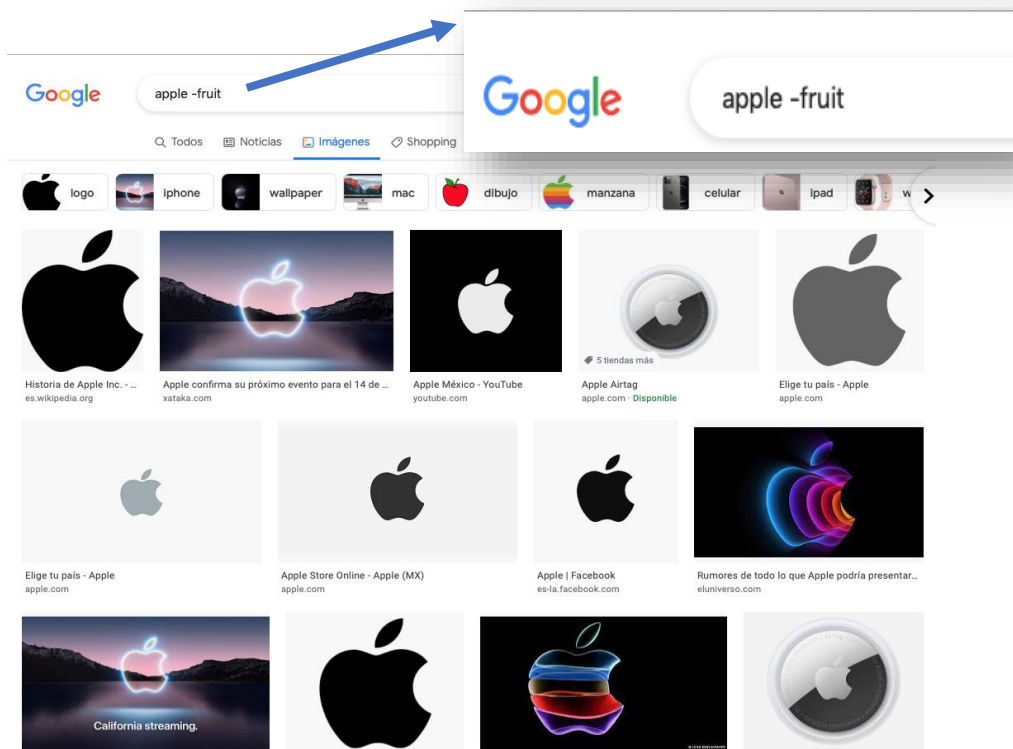 Google
apple -fruit
Google
apple -fruit
Todos
Noticias
Imágenes
Shopping
logo
iphone
wallpaper
mac
dibujo
manzana
celular
ipad
w
5 tiendas más
Historia de Apple Inc. - ...
es.wikipedia.org
Apple confirma su próximo evento para el 14 de ...
xataka.com
Apple México - YouTube
youtube.com
Apple Airtag
apple.com · Disponible
Elige tu país - Apple
apple.com
Elige tu país - Apple
apple.com
Apple Store Online - Apple (MX)
apple.com
Apple | Facebook
es-la.facebook.com
Rumores de todo lo que Apple podría presentar...
eluniverso.com
California streaming.